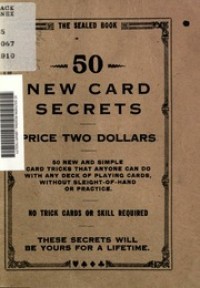 THE SEALED BOOK
50
NEW CARD
SECRETS
PRICE TWO DOLLARS
50 NEW AND SIMPLE
CARD TRICKS THAT ANYONE CAN DO
WITH ANY DECK OF PLAYING CARDS,
WITHOUT SLEIGHT-OF-HAND
OR PRACTICE.
NO TRICK CARDS OR SKILL REQUIRED
THESE SECRETS WILL
BE YOURS FOR A LIFETIME.